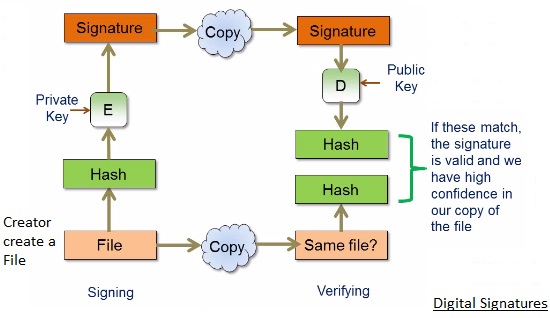 Signature
Copy
Signature
Private
Key
E
D
Public
Key
Hash
Hash
Hash
If these match,
the signature
is valid and we
have high
confidence in
our copy of
the file
Creator
create a
File
File
Copy
Same file?
Signing
Verifying
Digital Signatures